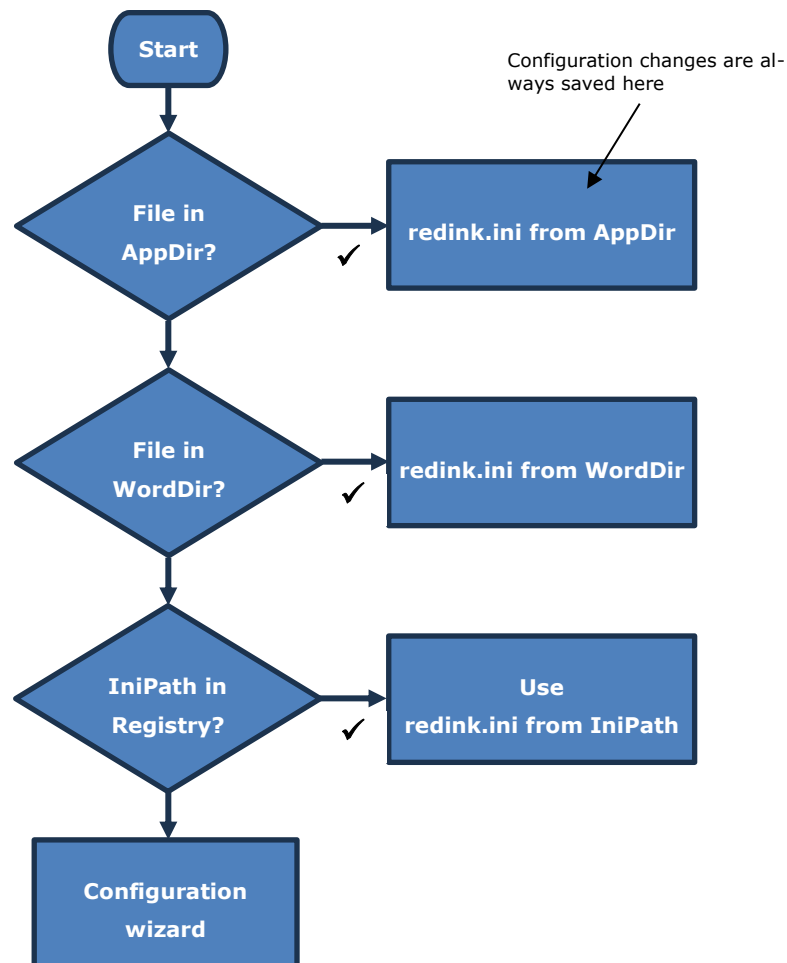 Start
Configuration changes are al-
ways saved here
File in
AppDir?
redink.ini from AppDir
File in
WordDir?
redink.ini from WordDir
IniPath in
Registry?
Use
redink.ini from IniPath
Configuration
wizard